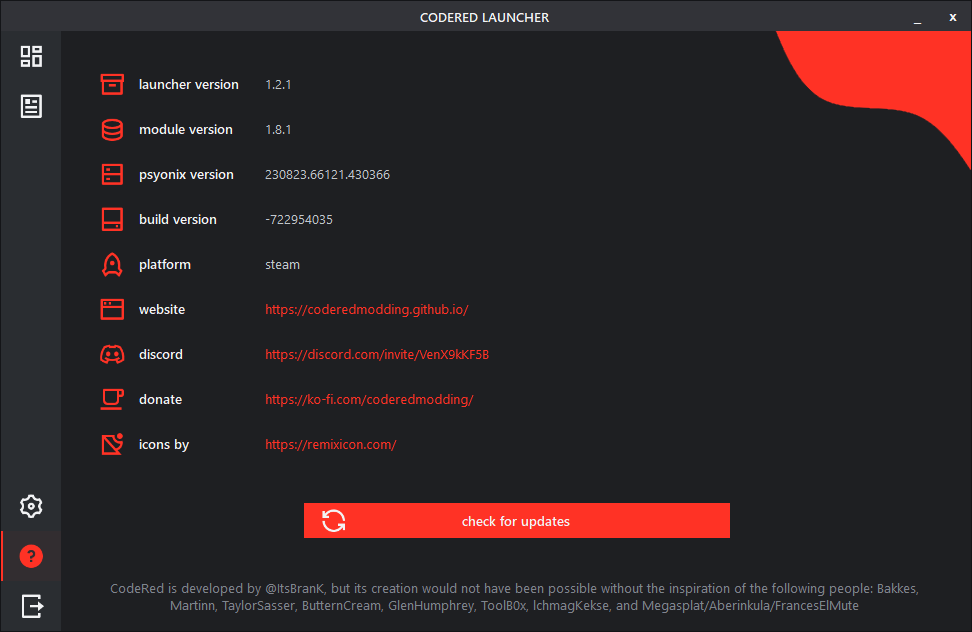 CODERED LAUNCHER
_ x
launcher version 1.2.1
module version 1.8.1
psyonix version 230823.66121.430366
build version -722954035
platform steam
website https://coderedmodding.github.io/
discord https://discord.com/invite/VenX9kKF5B
donate https://ko-fi.com/coderedmodding/
icons by https://remixicon.com/
check for updates
?
CodeRed is developed by @ItsBranK, but its creation would not have been possible without the inspiration of the following people: Bakkes,
Martinn, TaylorSasser, ButternCream, GlenHumphrey, ToolB0x, lchmagKekse, and Megasplat/Aberinkula/FrancesElMute